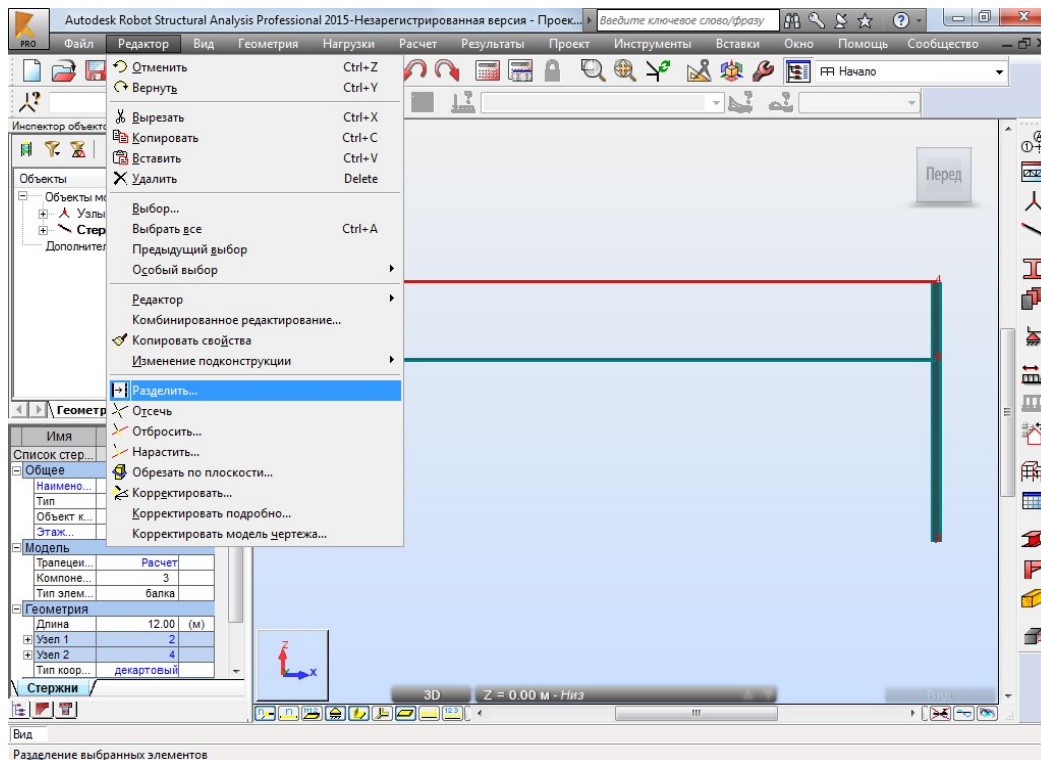 Autodesk Robot Structural Analysis Professional 2015-Незарегистрированная версия - Проек...
Введите ключевое слово/фразу
PRO
Файл Редактор Вид Геометрия Нагрузки Расчет Результаты Проект Инструменты Вставки Окно Помощь Сообщество
Отменить Ctrl+Z
Вернуть Ctrl+Y
Вырезать Ctrl+X
Копировать Ctrl+C
Вставить Ctrl+V
Удалить Delete
Выбор...
Выбрать все Ctrl+A
Предыдущий выбор
Особый выбор
Редактор
Комбинированное редактирование...
Копировать свойства
Изменение подконструкции
Разделить...
Отсечь
Отбросить...
Нарастить...
Обрезать по плоскости...
Корректировать...
Корректировать подробно...
Корректировать модель чертежа...
Начало
Инспектор объекто
Объекты
Объекты мо
Узлы
Стер
Дополнител
Геометр
Имя
Список стер...
Общее
Наимено...
Тип
Объект к...
Этаж...
Модель
Трапецеи... Расчет
Компоне... 3
Тип элем... балка
Геометрия
Длина 12.00 (м)
Узел 1 2
Узел 2 4
Тип коор... декартовый
Стержни
Перед
4
Z
X
3D Z = 0.00 м - Низ
Вид
Вид
Разделение выбранных элементов